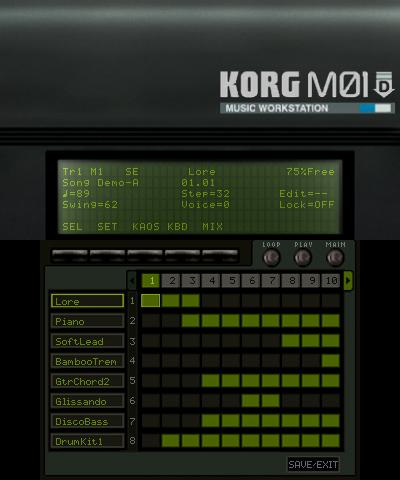 KORG M01D
MUSIC WORKSTATION
Tr1 M1 SE Lore 75%Free
Song Demo-A 01.01
♩=89 Step=32 Edit=--
Swing=62 Voice=0 Lock=OFF
SEL SET KAOS KBD MIX
LOOP PLAY MAIN
1 2 3 4 5 6 7 8 9 10
Lore 1
Piano 2
SoftLead 3
BambooTrem 4
GtrChord2 5
Glissando 6
DiscoBass 7
DrumKit1 8
SAVE/EXIT